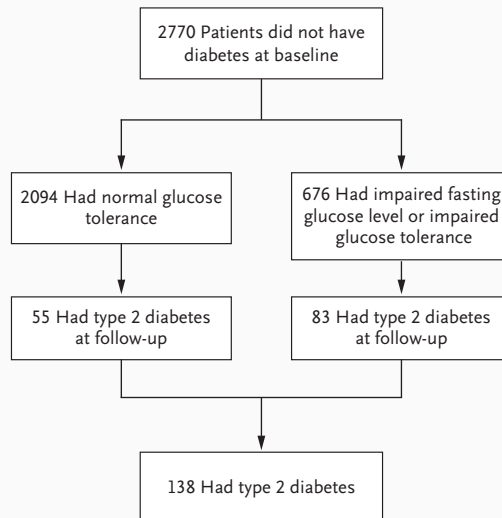 2770 Patients did not have
diabetes at baseline
2094 Had normal glucose
tolerance
676 Had impaired fasting
glucose level or impaired
glucose tolerance
55 Had type 2 diabetes
at follow-up
83 Had type 2 diabetes
at follow-up
138 Had type 2 diabetes